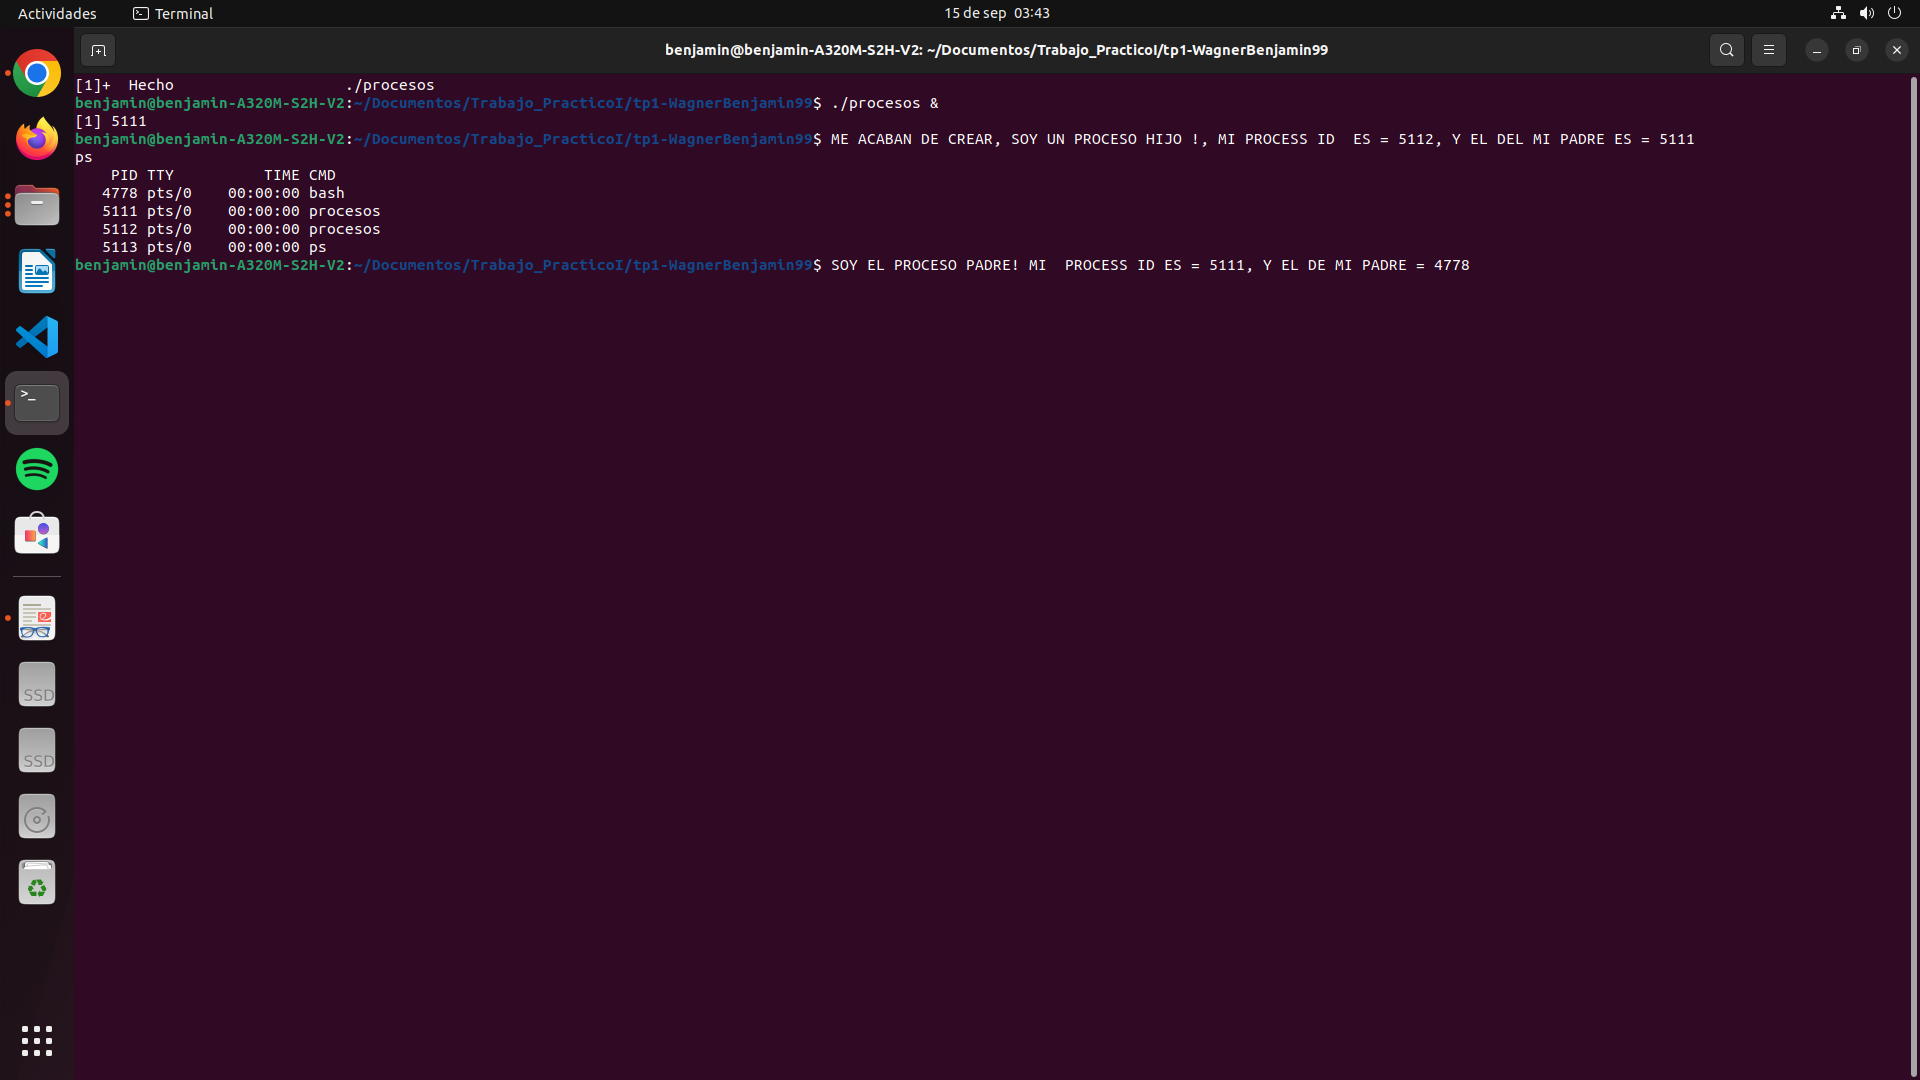 Actividades
Terminal
15 de sep 03:43
benjamin@benjamin-A320M-S2H-V2: ~/Documentos/Trabajo_PracticoI/tp1-WagnerBenjamin99
[1]+  Hecho                   ./procesos
benjamin@benjamin-A320M-S2H-V2:~/Documentos/Trabajo_PracticoI/tp1-WagnerBenjamin99$ ./procesos &
[1] 5111
benjamin@benjamin-A320M-S2H-V2:~/Documentos/Trabajo_PracticoI/tp1-WagnerBenjamin99$ ME ACABAN DE CREAR, SOY UN PROCESO HIJO !, MI PROCESS ID  ES = 5112, Y EL DEL MI PADRE ES = 5111
ps
    PID TTY          TIME CMD
   4778 pts/0    00:00:00 bash
   5111 pts/0    00:00:00 procesos
   5112 pts/0    00:00:00 procesos
   5113 pts/0    00:00:00 ps
benjamin@benjamin-A320M-S2H-V2:~/Documentos/Trabajo_PracticoI/tp1-WagnerBenjamin99$ SOY EL PROCESO PADRE! MI  PROCESS ID ES = 5111, Y EL DE MI PADRE = 4778
>_
SSD
SSD